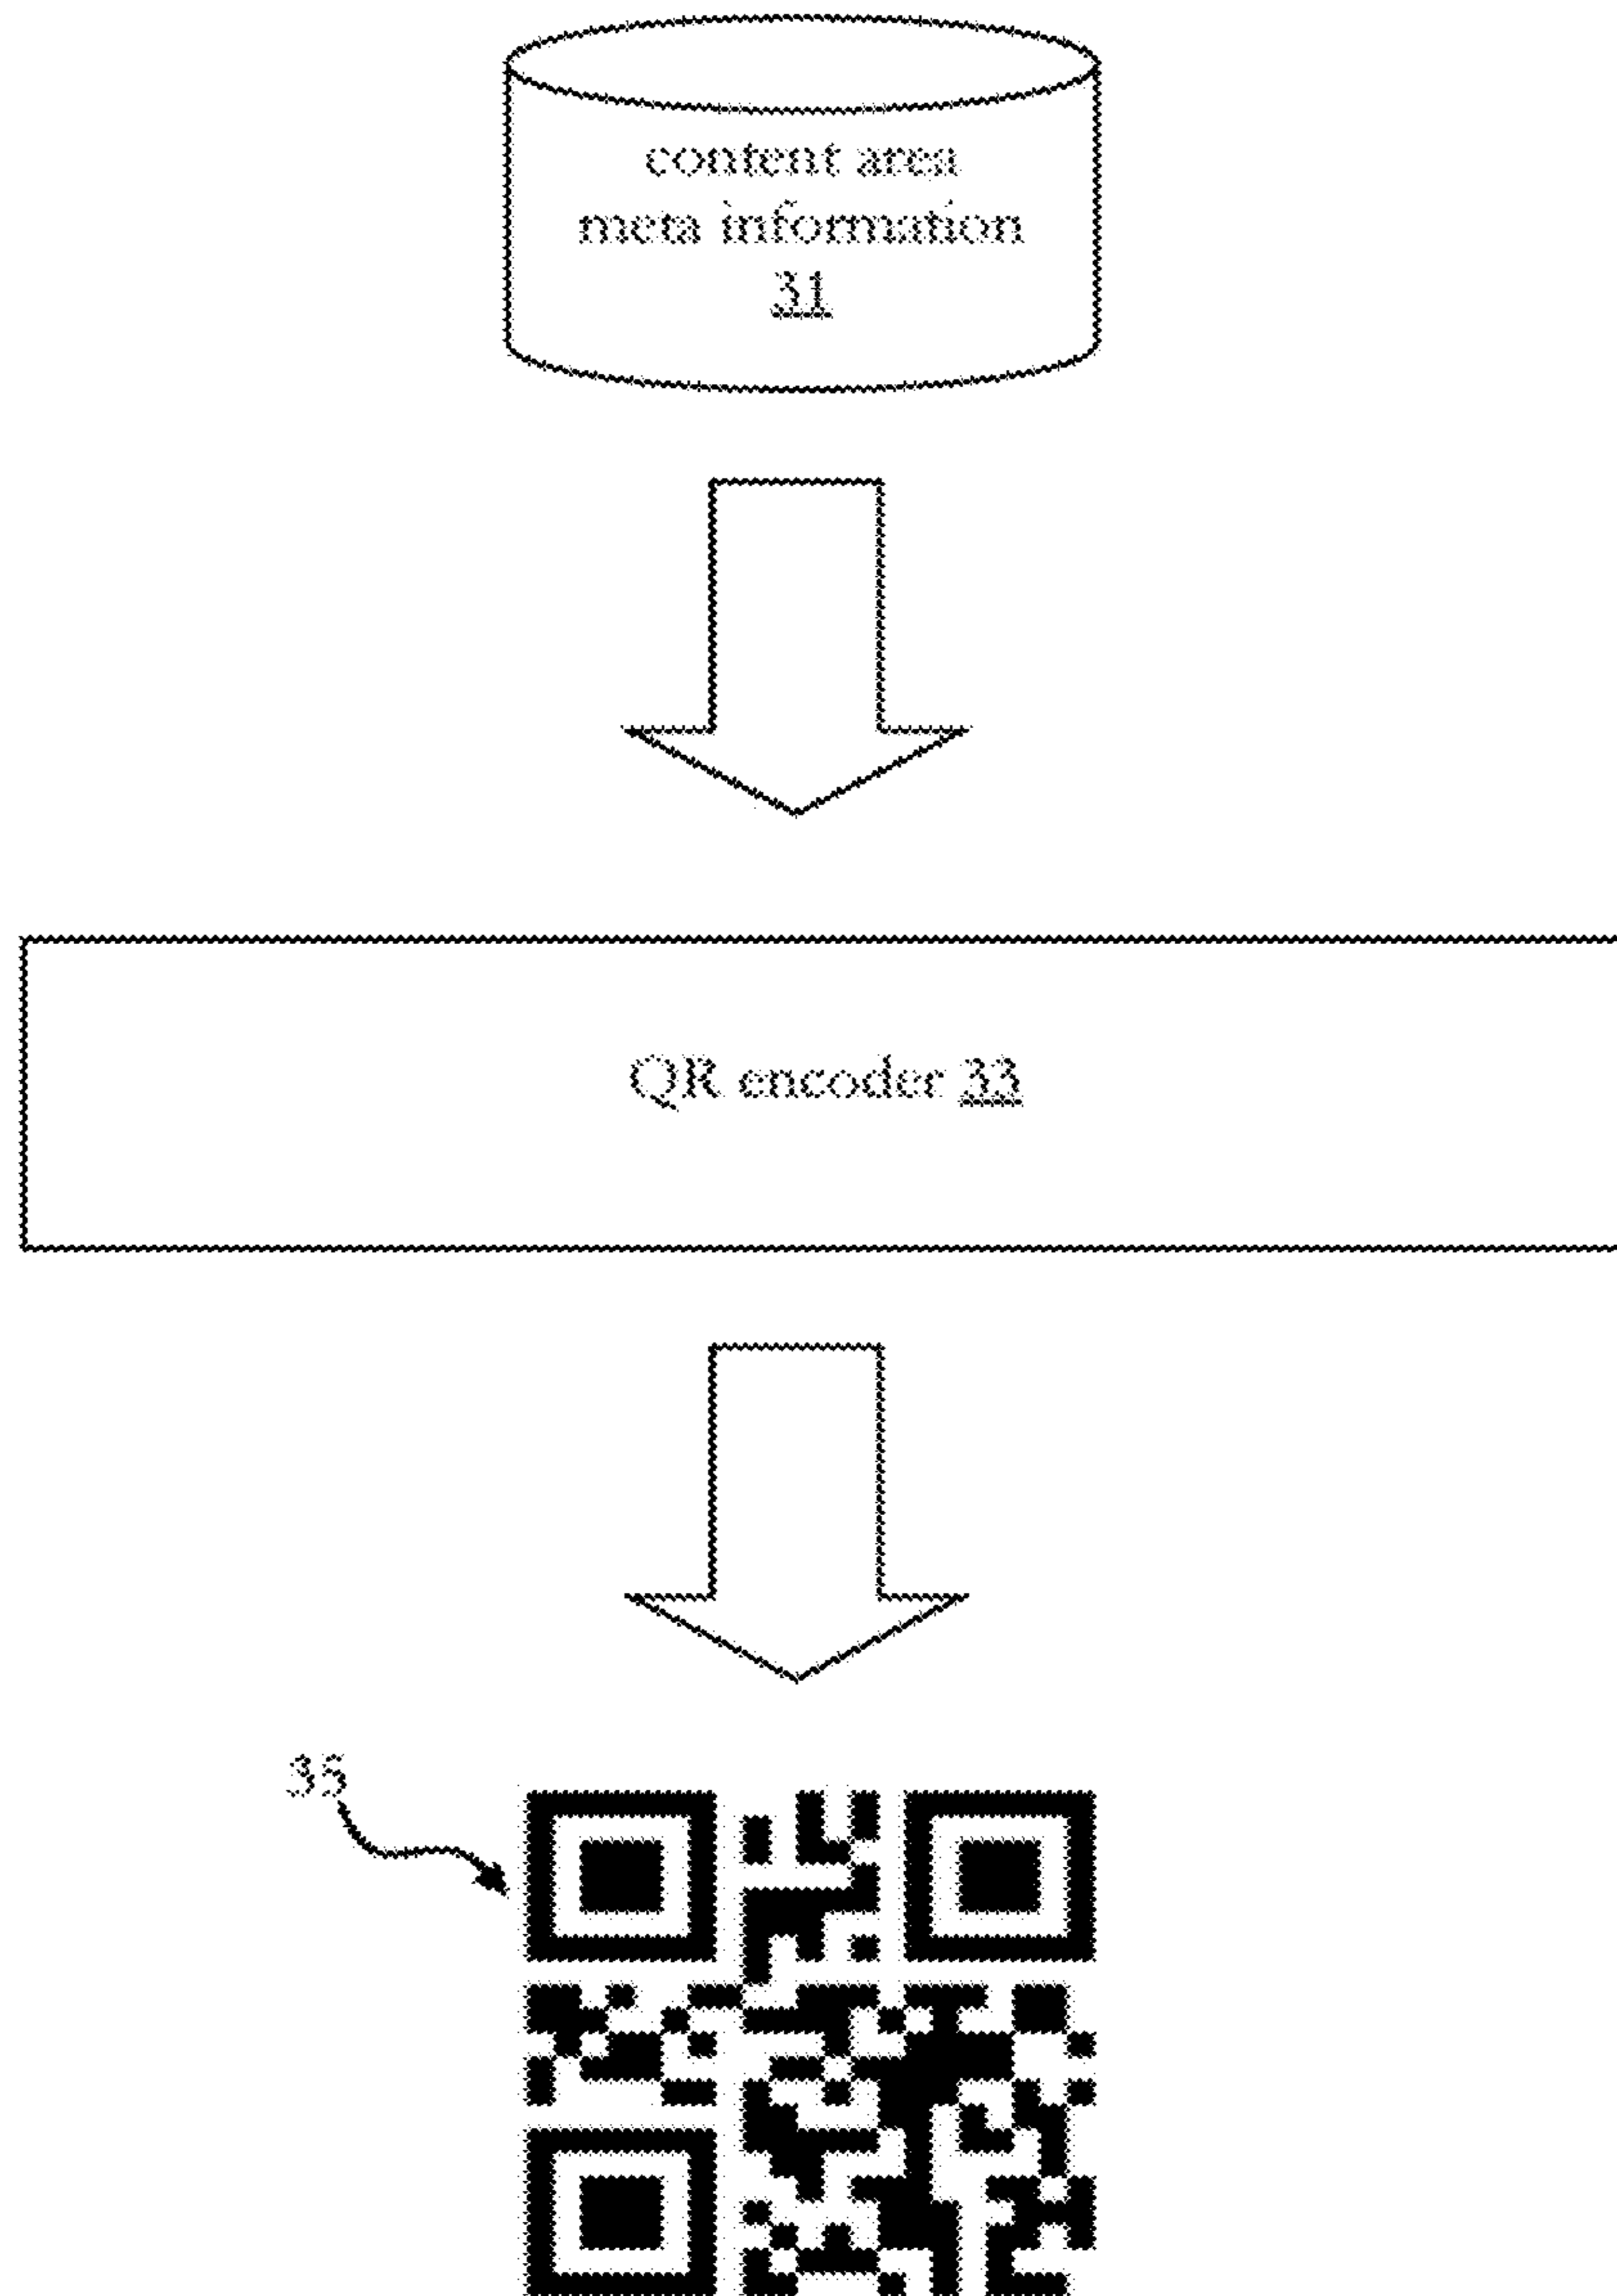 content area
meta information
31
QR encoder 33
35